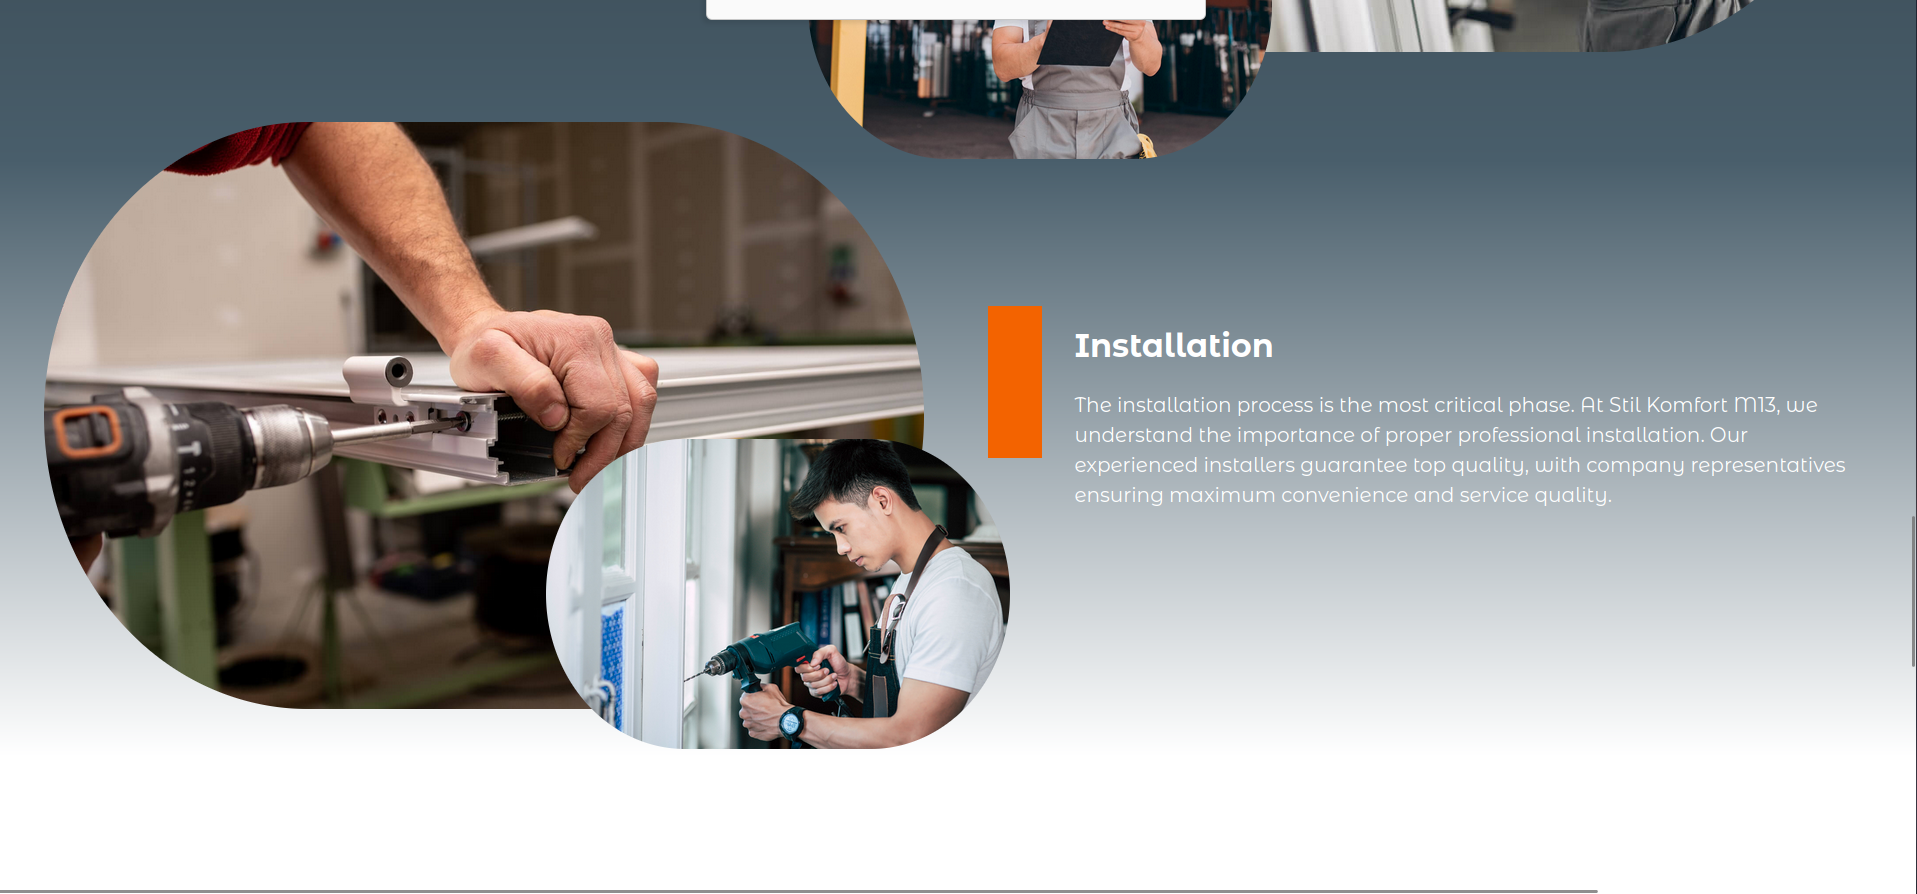 Installation
The installation process is the most critical phase. At Stil Komfort M13, we
understand the importance of proper professional installation. Our
experienced installers guarantee top quality, with company representatives
ensuring maximum convenience and service quality.